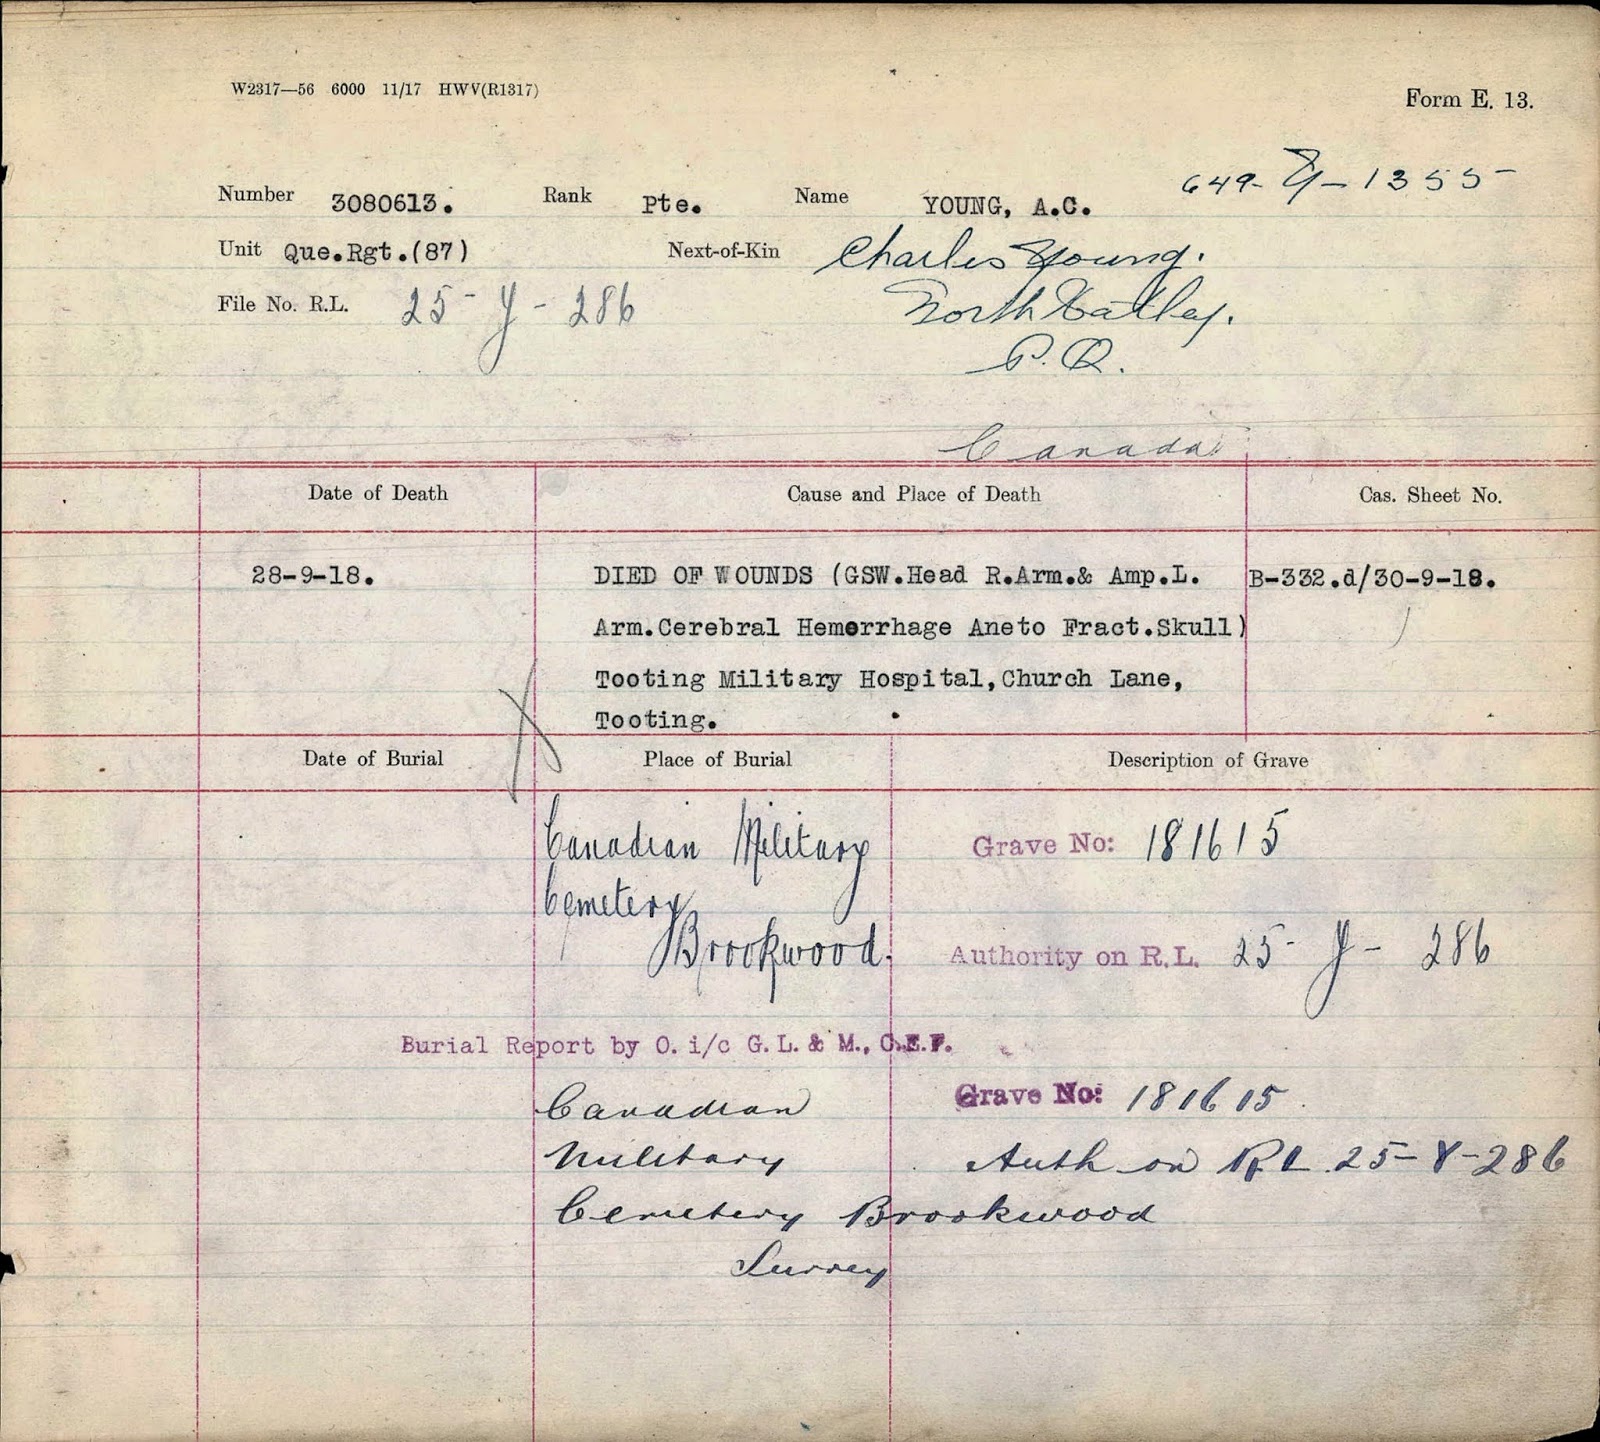 W2317—56 6000 11/17 HWV(R1317)
Form E. 13.
649-Y-1355-
Number 3080613. Rank Pte. Name YOUNG, A.C.
Unit Que.Rgt.(87) Next-of-Kin Charles Young.
File No. R.L. 25-Y-286 North Hatley.
P.Q.
Canada
Date of Death Cause and Place of Death Cas. Sheet No.
28-9-18. DIED OF WOUNDS (GSW.Head R.Arm.& Amp.L. B-332.d/30-9-18.
Arm.Cerebral Hemorrhage Aneto Fract.Skull)
Tooting Military Hospital,Church Lane,
Tooting.
Date of Burial Place of Burial Description of Grave
Canadian Military Grave No: 181615
Cemetery
Brookwood. Authority on R.L. 25-Y-286
Burial Report by O. i/c G. L. & M., C.E.F.
Canadian Grave No: 181615.
Military Auth on R.L 25-Y-286
Cemetery Brookwood
Surrey